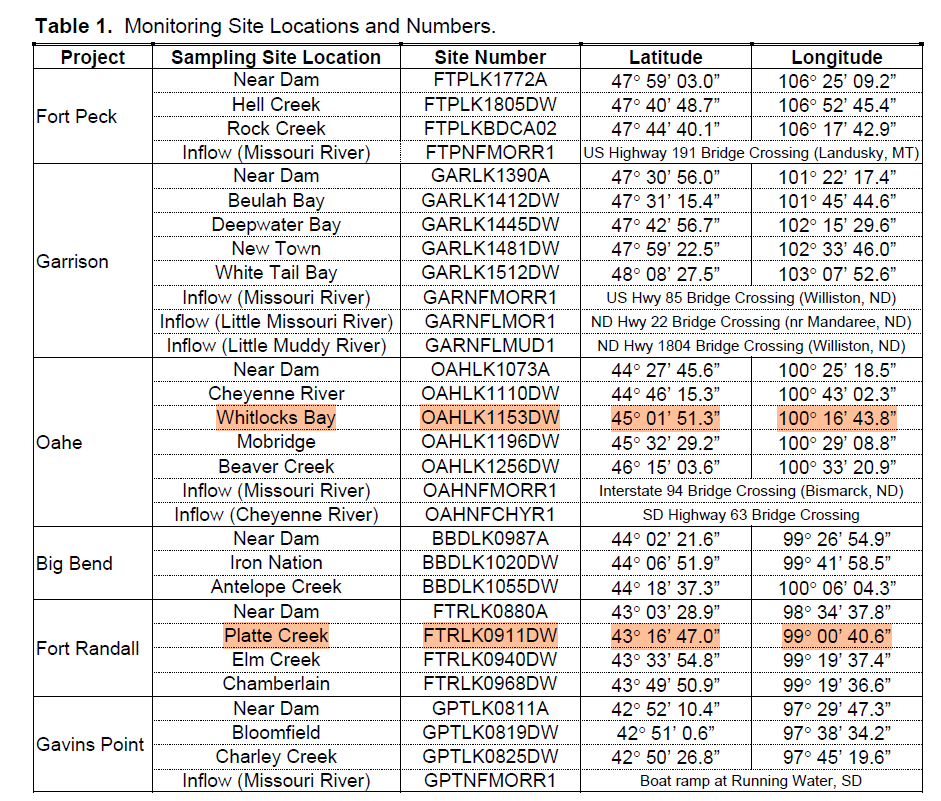 Table 1. Monitoring Site Locations and Numbers.
Project Sampling Site Location Site Number Latitude Longitude
Fort Peck
Near Dam FTPLK1772A 47° 59’ 03.0” 106° 25’ 09.2”
Hell Creek FTPLK1805DW 47° 40’ 48.7” 106° 52’ 45.4”
Rock Creek FTPLKBDCA02 47° 44’ 40.1” 106° 17’ 42.9”
Inflow (Missouri River) FTPNFMORR1 US Highway 191 Bridge Crossing (Landusky, MT)
Garrison
Near Dam GARLK1390A 47° 30’ 56.0” 101° 22’ 17.4”
Beulah Bay GARLK1412DW 47° 31’ 15.4” 101° 45’ 44.6”
Deepwater Bay GARLK1445DW 47° 42’ 56.7” 102° 15’ 29.6”
New Town GARLK1481DW 47° 59’ 22.5” 102° 33’ 46.0”
White Tail Bay GARLK1512DW 48° 08’ 27.5” 103° 07’ 52.6”
Inflow (Missouri River) GARNFMORR1 US Hwy 85 Bridge Crossing (Williston, ND)
Inflow (Little Missouri River) GARNFLMOR1 ND Hwy 22 Bridge Crossing (nr Mandaree, ND)
Inflow (Little Muddy River) GARNFLMUD1 ND Hwy 1804 Bridge Crossing (Williston, ND)
Oahe
Near Dam OAHLK1073A 44° 27’ 45.6” 100° 25’ 18.5”
Cheyenne River OAHLK1110DW 44° 46’ 15.3” 100° 43’ 02.3”
Whitlocks Bay OAHLK1153DW 45° 01’ 51.3” 100° 16’ 43.8”
Mobridge OAHLK1196DW 45° 32’ 29.2” 100° 29’ 08.8”
Beaver Creek OAHLK1256DW 46° 15’ 03.6” 100° 33’ 20.9”
Inflow (Missouri River) OAHNFMORR1 Interstate 94 Bridge Crossing (Bismarck, ND)
Inflow (Cheyenne River) OAHNFCHYR1 SD Highway 63 Bridge Crossing
Big Bend
Near Dam BBDLK0987A 44° 02’ 21.6” 99° 26’ 54.9”
Iron Nation BBDLK1020DW 44° 06’ 51.9” 99° 41’ 58.5”
Antelope Creek BBDLK1055DW 44° 18’ 37.3” 100° 06’ 04.3”
Fort Randall
Near Dam FTRLK0880A 43° 03’ 28.9” 98° 34’ 37.8”
Platte Creek FTRLK0911DW 43° 16’ 47.0” 99° 00’ 40.6”
Elm Creek FTRLK0940DW 43° 33’ 54.8” 99° 19’ 37.4”
Chamberlain FTRLK0968DW 43° 49’ 50.9” 99° 19’ 36.6”
Gavins Point
Near Dam GPTLK0811A 42° 52’ 10.4” 97° 29’ 47.3”
Bloomfield GPTLK0819DW 42° 51’ 0.6” 97° 38’ 34.2”
Charley Creek GPTLK0825DW 42° 50’ 26.8” 97° 45’ 19.6”
Inflow (Missouri River) GPTNFMORR1 Boat ramp at Running Water, SD